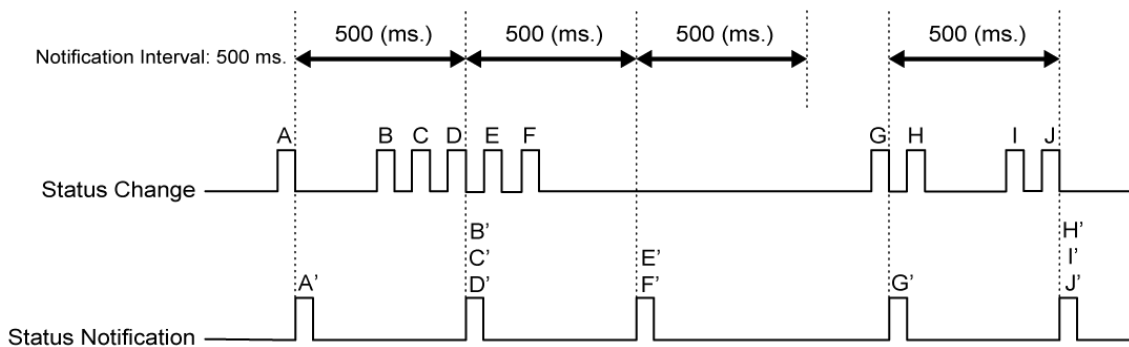 500 (ms.) 500 (ms.) 500 (ms.) 500 (ms.)
Notification Interval: 500 ms.
A B C D E F G H I J
Status Change
B' H'
C' E' I'
A' D' F' G' J'
Status Notification